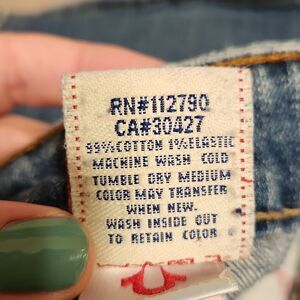 RN#112790
CA#30427
99%COTTON 1%ELASTIC
MACHINE WASH COLD
TUMBLE DRY MEDIUM
COLOR MAY TRANSFER
WHEN NEW.
WASH INSIDE OUT
TO RETAIN COLOR